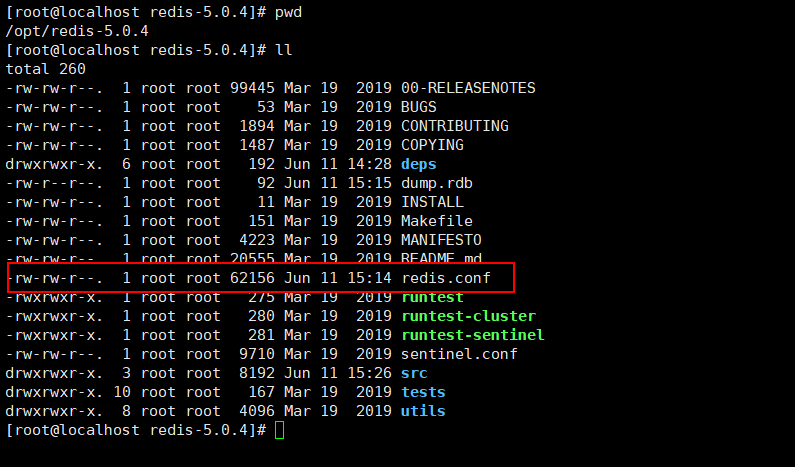 [root@localhost redis-5.0.4]# pwd
/opt/redis-5.0.4
[root@localhost redis-5.0.4]# ll
total 260
-rw-rw-r--.  1 root root 99445 Mar 19  2019 00-RELEASENOTES
-rw-rw-r--.  1 root root    53 Mar 19  2019 BUGS
-rw-rw-r--.  1 root root  1894 Mar 19  2019 CONTRIBUTING
-rw-rw-r--.  1 root root  1487 Mar 19  2019 COPYING
drwxrwxr-x.  6 root root   192 Jun 11 14:28 deps
-rw-r--r--.  1 root root    92 Jun 11 15:15 dump.rdb
-rw-rw-r--.  1 root root    11 Mar 19  2019 INSTALL
-rw-rw-r--.  1 root root   151 Mar 19  2019 Makefile
-rw-rw-r--.  1 root root  4223 Mar 19  2019 MANIFESTO
-rw-rw-r--.  1 root root 20555 Mar 19  2019 README.md
-rw-rw-r--.  1 root root 62156 Jun 11 15:14 redis.conf
-rwxrwxr-x.  1 root root   275 Mar 19  2019 runtest
-rwxrwxr-x.  1 root root   280 Mar 19  2019 runtest-cluster
-rwxrwxr-x.  1 root root   281 Mar 19  2019 runtest-sentinel
-rw-rw-r--.  1 root root  9710 Mar 19  2019 sentinel.conf
drwxrwxr-x.  3 root root  8192 Jun 11 15:26 src
drwxrwxr-x. 10 root root   167 Mar 19  2019 tests
drwxrwxr-x.  8 root root  4096 Mar 19  2019 utils
[root@localhost redis-5.0.4]#